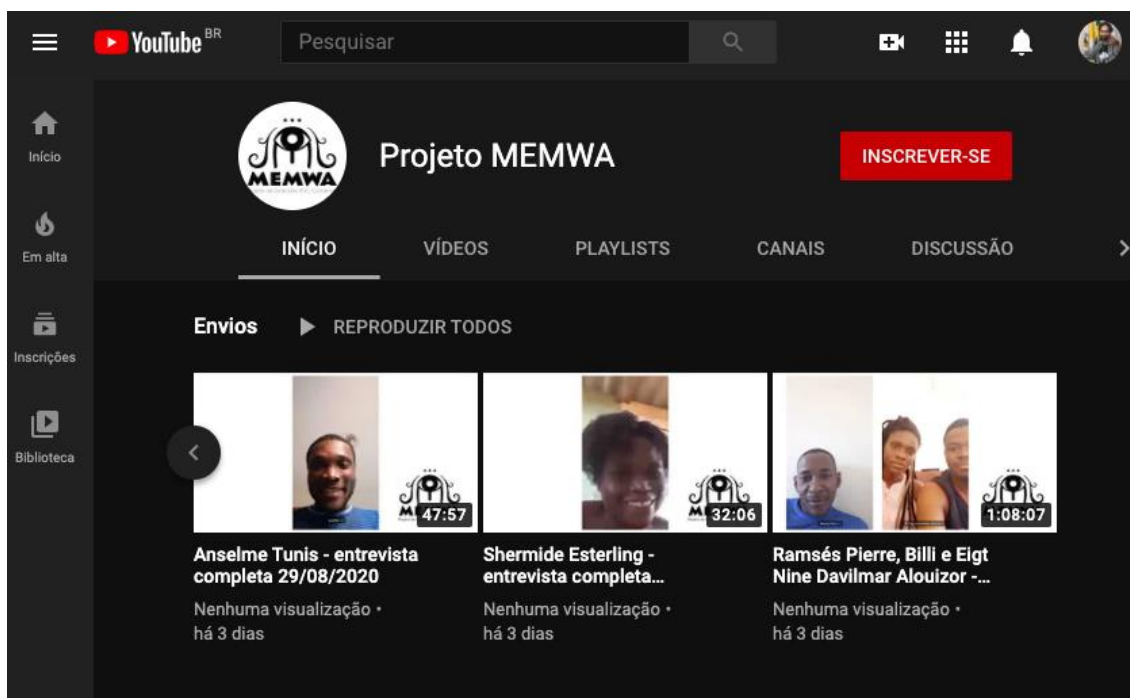 YouTube BR
Pesquisar
Início
Em alta
Inscrições
Biblioteca
MEMWA
Projeto MEMWA
INSCREVER-SE
INÍCIO
VÍDEOS
PLAYLISTS
CANAIS
DISCUSSÃO
Envios
REPRODUZIR TODOS
47:57
Anselme Tunis - entrevista
completa 29/08/2020
Nenhuma visualização •
há 3 dias
32:06
Shermide Esterling -
entrevista completa...
Nenhuma visualização •
há 3 dias
1:08:07
Ramsés Pierre, Billi e Eigt
Nine Davilmar Alouizor -...
Nenhuma visualização •
há 3 dias